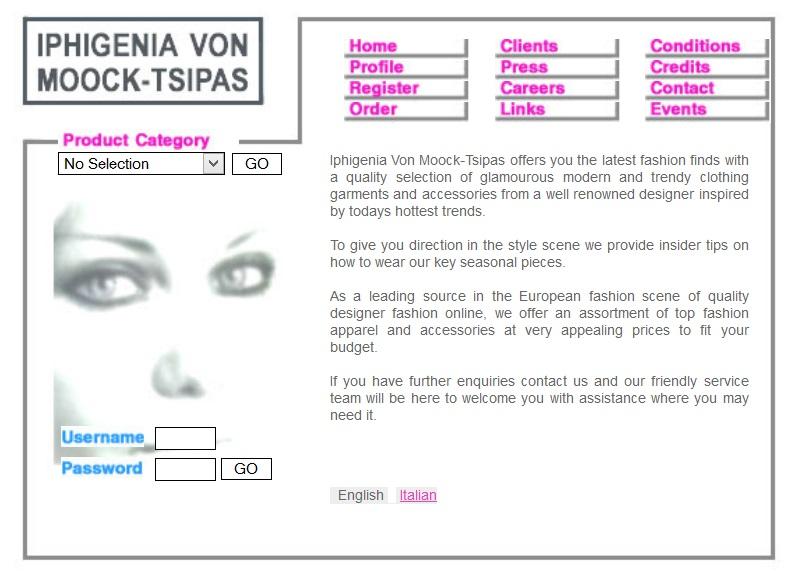 IPHIGENIA VON
MOOCK-TSIPAS
Home
Profile
Register
Order
Clients
Press
Careers
Links
Conditions
Credits
Contact
Events
Product Category
No Selection
GO
Iphigenia Von Moock-Tsipas offers you the latest fashion finds with
a quality selection of glamourous modern and trendy clothing
garments and accessories from a well renowned designer inspired
by todays hottest trends.
To give you direction in the style scene we provide insider tips on
how to wear our key seasonal pieces.
As a leading source in the European fashion scene of quality
designer fashion online, we offer an assortment of top fashion
apparel and accessories at very appealing prices to fit your
budget.
If you have further enquiries contact us and our friendly service
team will be here to welcome you with assistance where you may
need it.
Username
Password
GO
English Italian